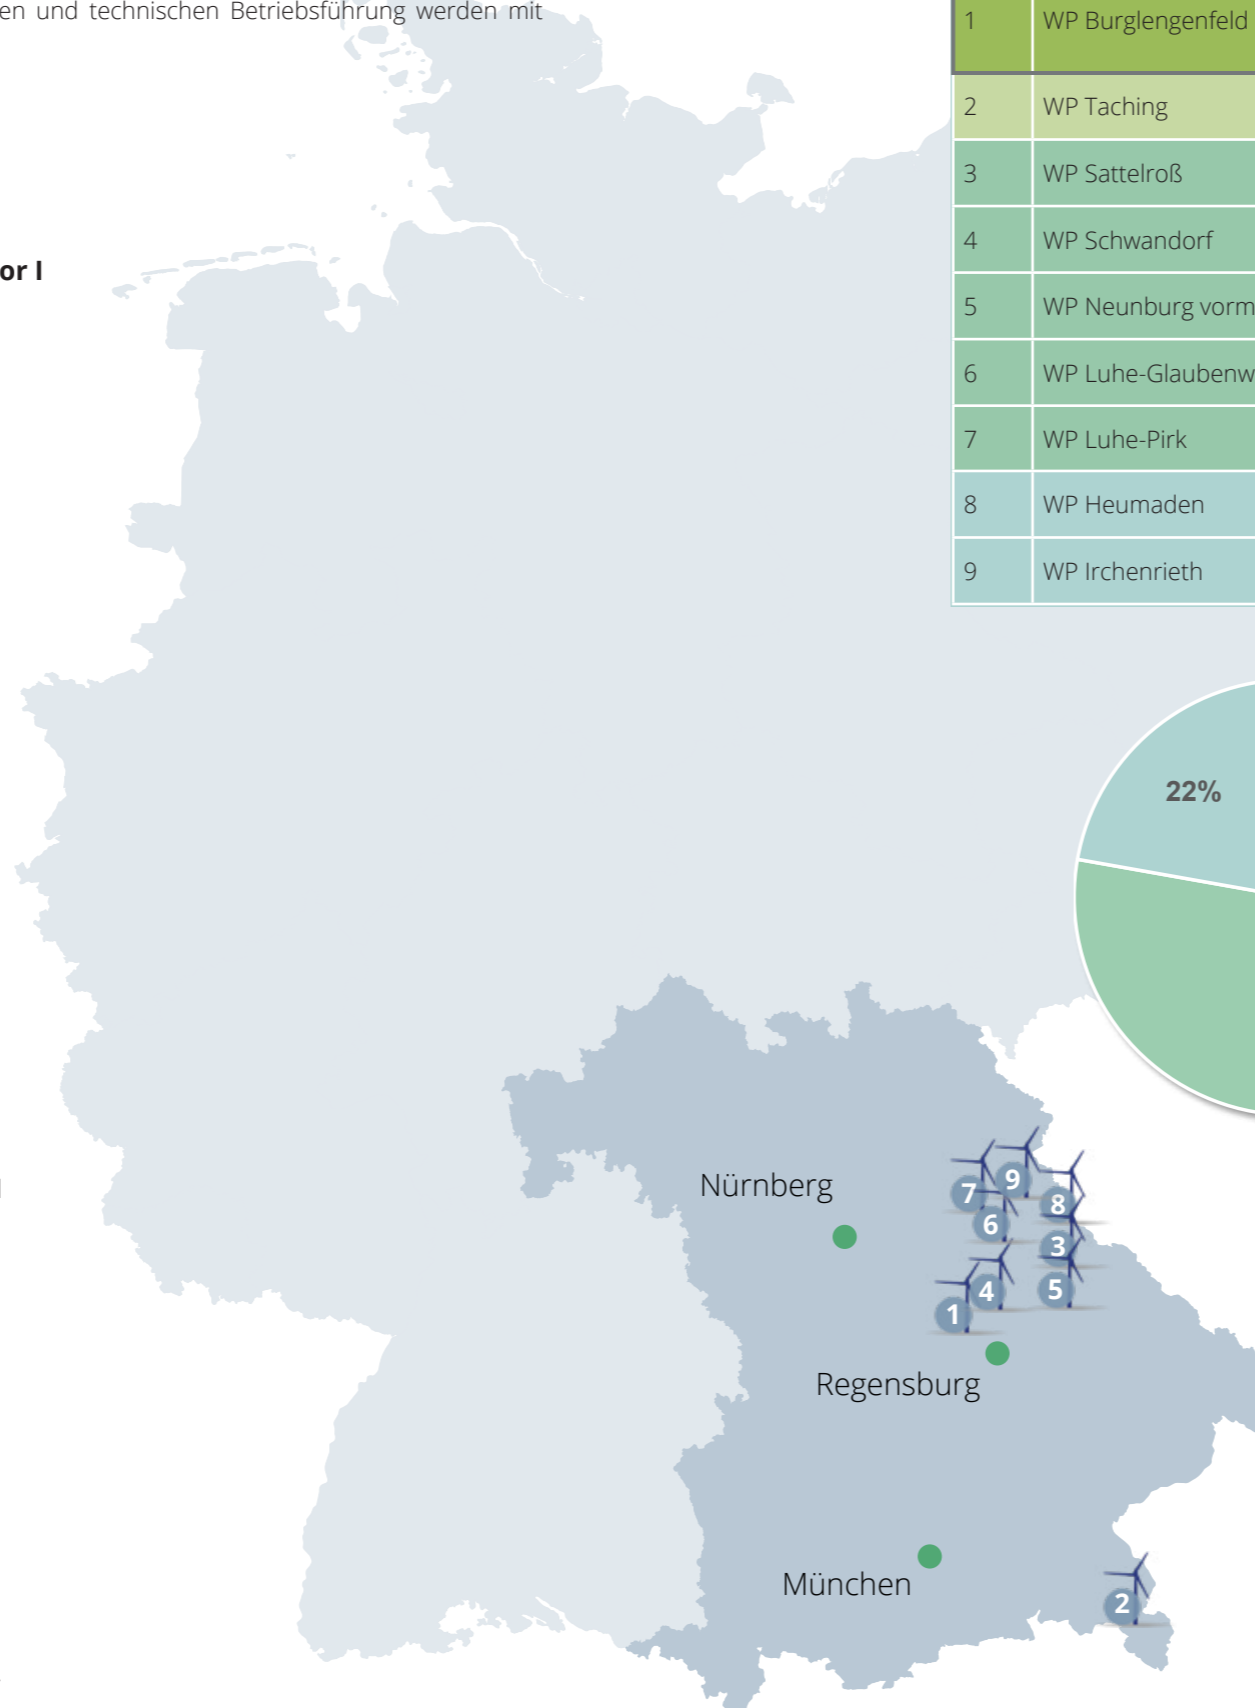 en und technischen Betriebsführung werden mit
or I
1 WP Burglengenfeld
2 WP Taching
3 WP Sattelroß
4 WP Schwandorf
5 WP Neunburg vorm
6 WP Luhe-Glaubenw
7 WP Luhe-Pirk
8 WP Heumaden
9 WP Irchenrieth
22%
Nürnberg
7
9
8
6
3
4
5
1
Regensburg
München
2